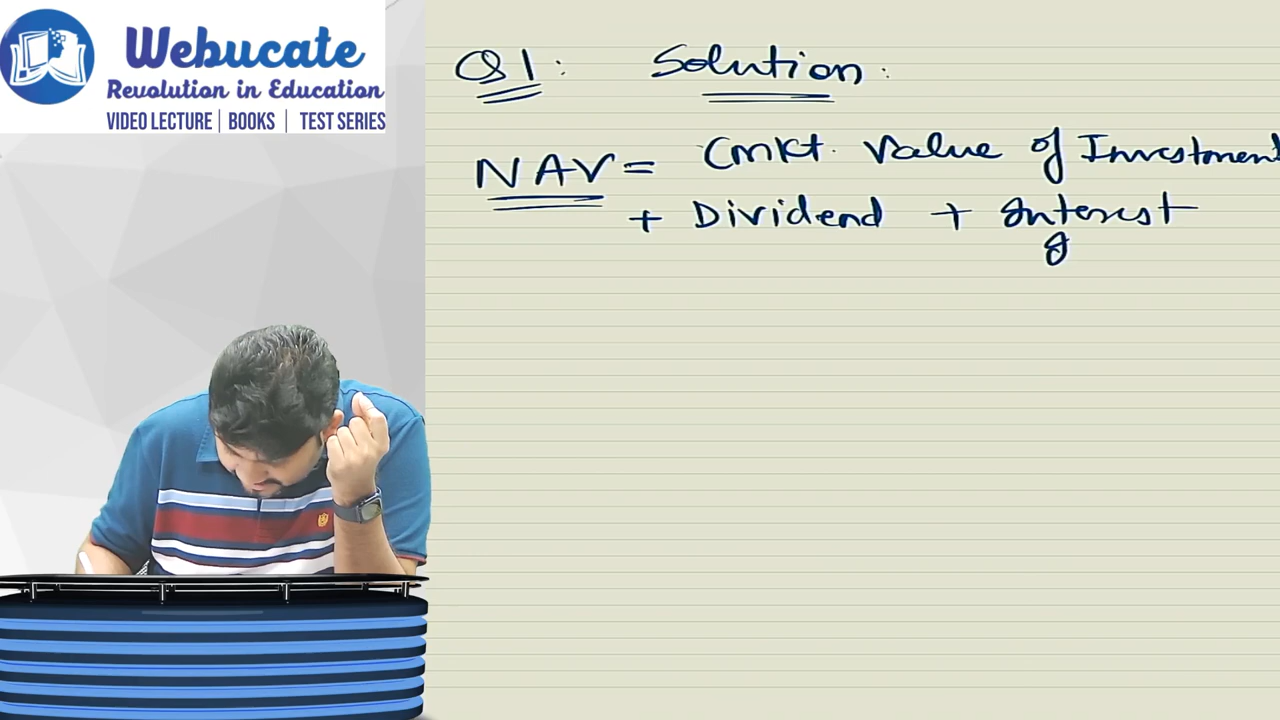 Webucate
Revolution in Education
VIDEO LECTURE | BOOKS | TEST SERIES
Q1: Solution:
NAV = (mkt. Value of Investment
+ Dividend + Interest